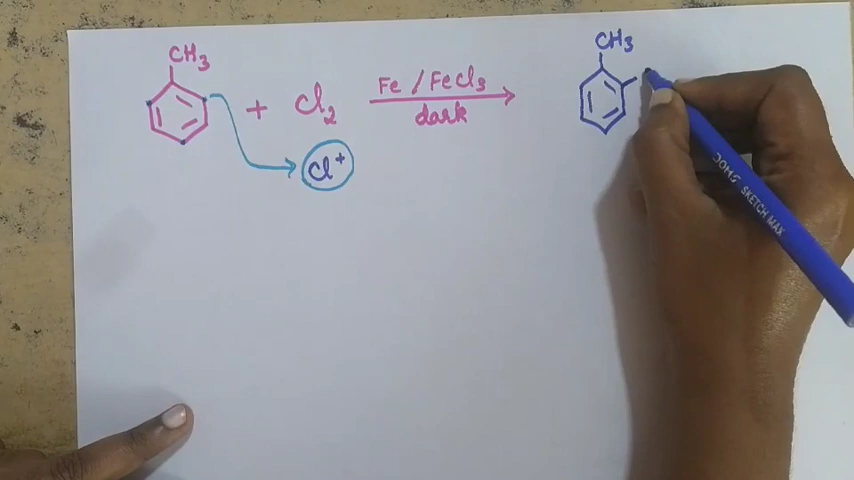 CH3
+ Cl2 Fe / FeCl3
dark
CH3
Cl+
DOMS SKETCH MAX